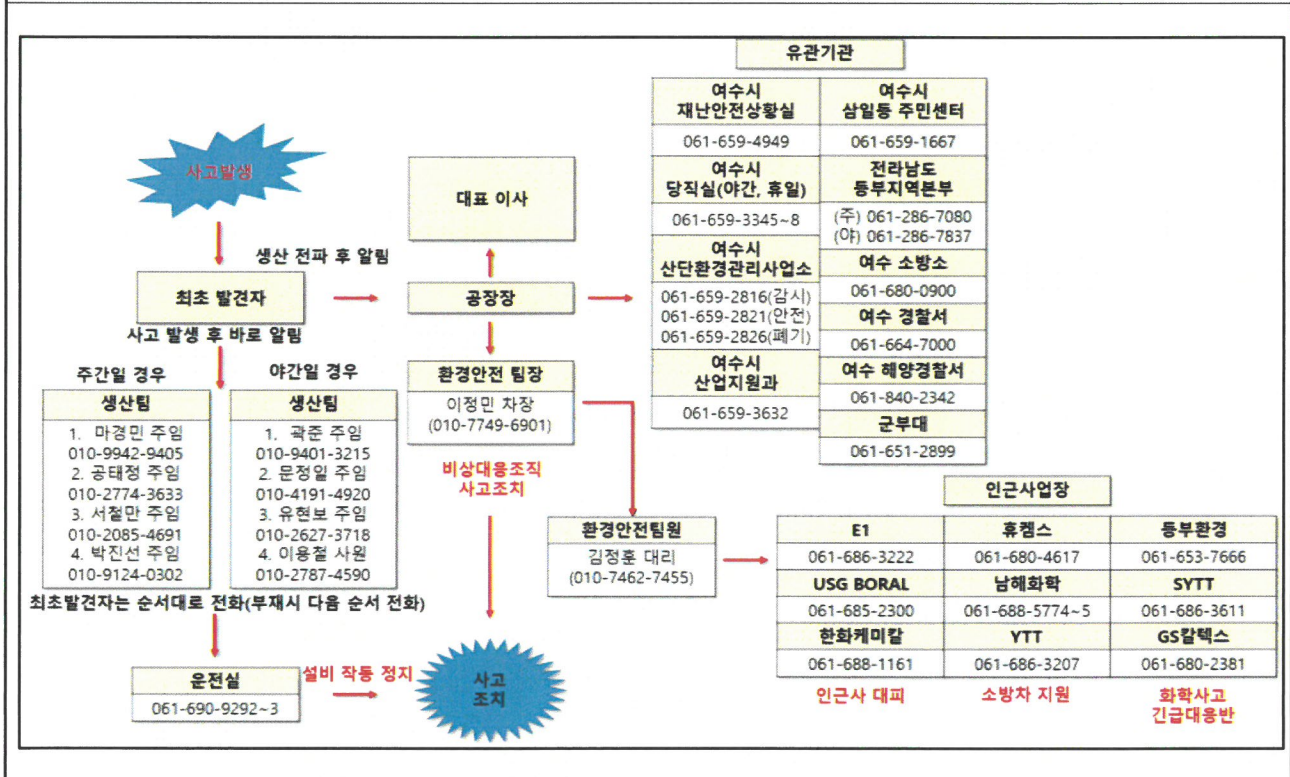 유관기관
여수시
재난안전상황실
061-659-4949
여수시
당직실(야간, 휴일)
061-659-3345~8
여수시
산단환경관리사업소
061-659-2816(감시)
061-659-2821(안전)
061-659-2826(폐기)
여수시
산업지원과
061-659-3632
여수시
삼일동 주민센터
061-659-1667
전라남도
동부지역본부
(주) 061-286-7080
(야) 061-286-7837
여수 소방소
061-680-0900
여수 경찰서
061-664-7000
여수 해양경찰서
061-840-2342
군부대
061-651-2899
사고발생
생산 전파 후 알림
최초 발견자
사고 발생 후 바로 알림
대표 이사
공장장
환경안전 팀장
이정민 차장
(010-7749-6901)
비상대응조직
사고조치
주간일 경우
생산팀
1. 마경민 주임
010-9942-9405
2. 공태정 주임
010-2774-3633
3. 서철만 주임
010-2085-4691
4. 박진선 주임
010-9124-0302
야간일 경우
생산팀
1. 곽준 주임
010-9401-3215
2. 문정일 주임
010-4191-4920
3. 유현보 주임
010-2627-3718
4. 이용철 사원
010-2787-4590
최초발견자는 순서대로 전화(부재시 다음 순서 전화)
운전실
061-690-9292~3
설비 작동 정지
사고
조치
환경안전팀원
김정훈 대리
(010-7462-7455)
인근사업장
E1
061-686-3222
휴켐스
061-680-4617
동부환경
061-653-7666
USG BORAL
061-685-2300
남해화학
061-688-5774~5
SYTT
061-686-3611
한화케미칼
061-688-1161
YTT
061-686-3207
GS칼텍스
061-680-2381
인근사 대피
소방차 지원
화학사고
긴급대응반